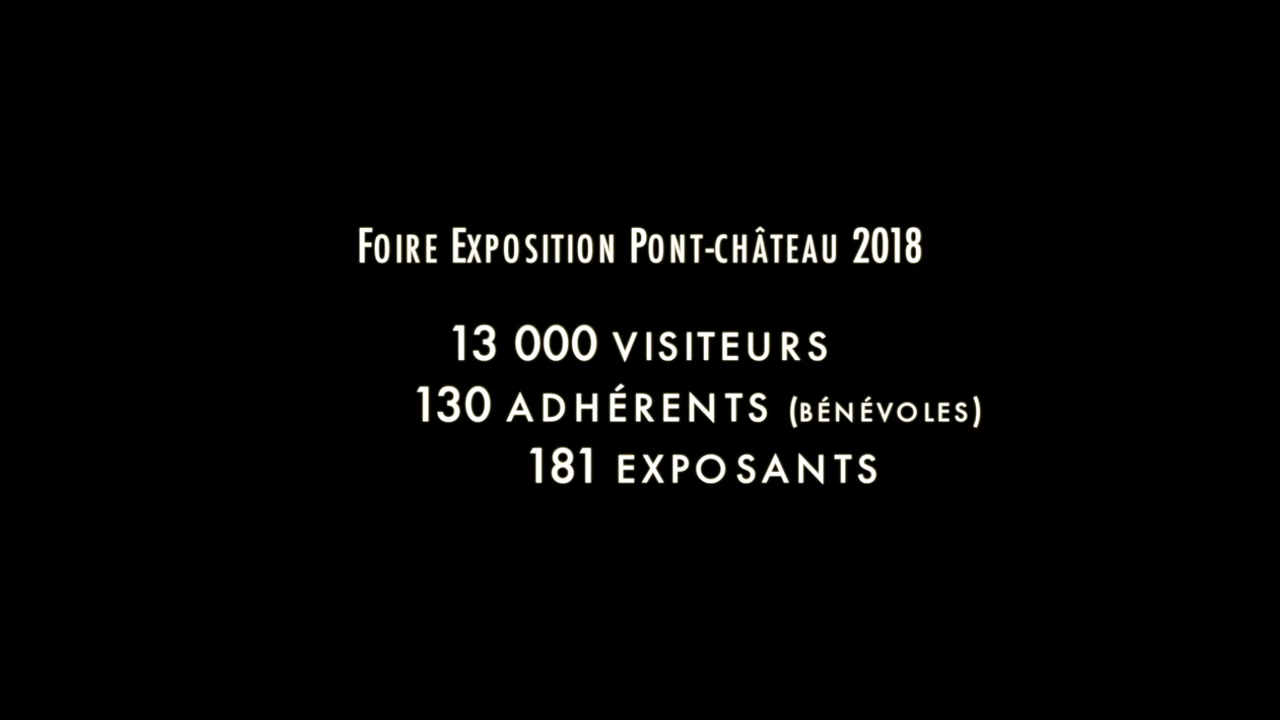 Foire Exposition Pont-château 2018
13 000 VISITEURS
130 ADHÉRENTS (BÉNÉVOLES)
181 EXPOSANTS